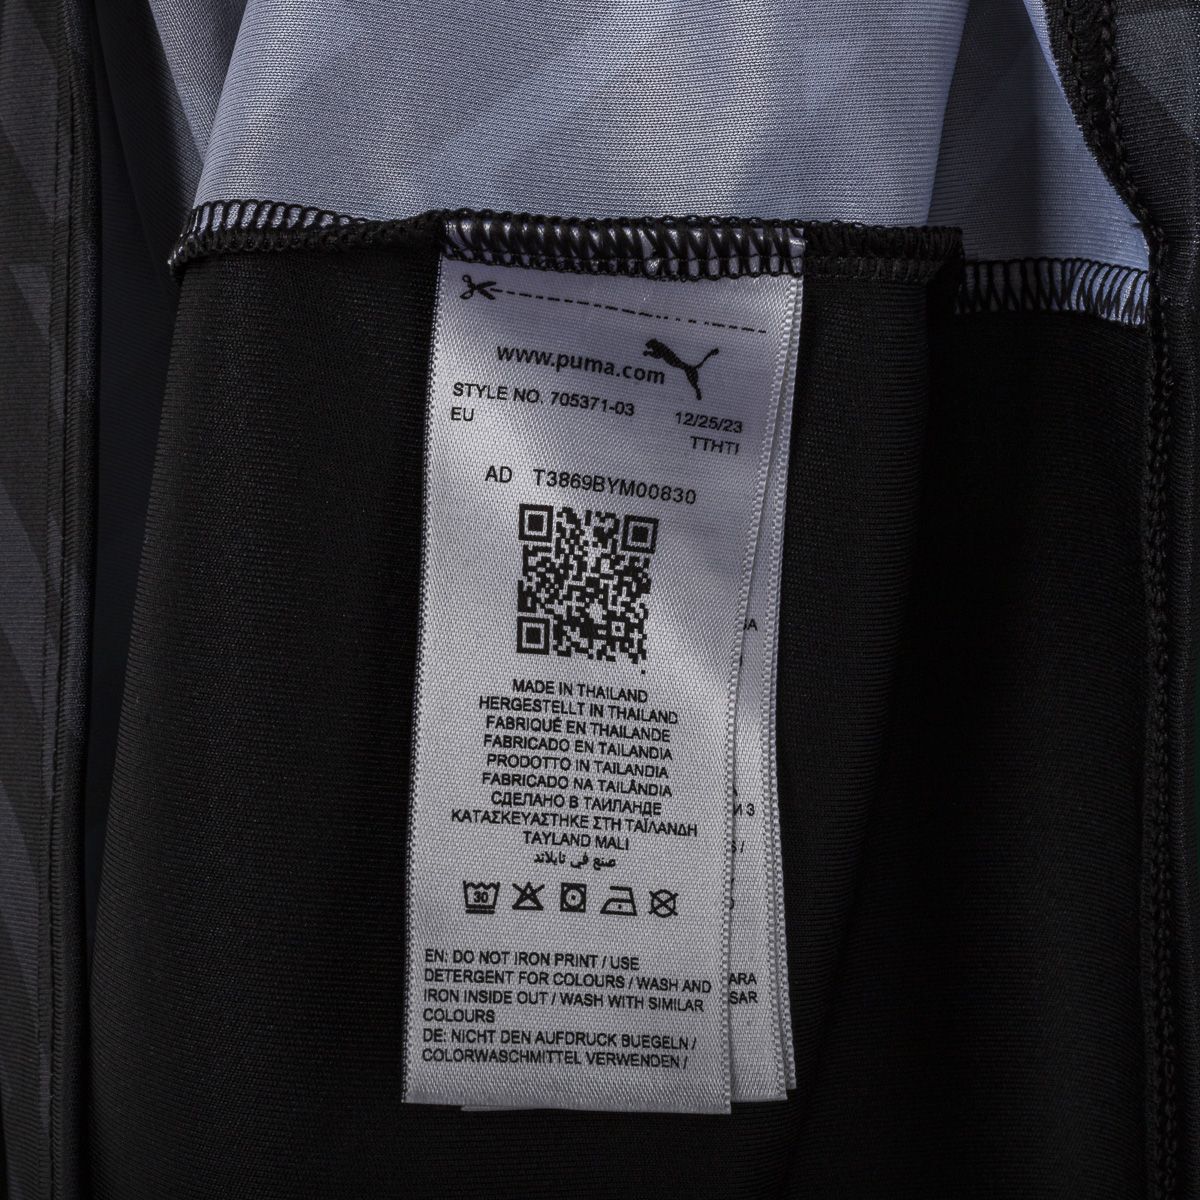 www.puma.com
STYLE NO. 705371-03 12/25/23
EU TTHTI
AD T3869BYM00830
MADE IN THAILAND
HERGESTELLT IN THAILAND
FABRIQUÉ EN THAILANDE
FABRICADO EN TAILANDIA
PRODOTTO IN TAILANDIA
FABRICADO NA TAILÂNDIA
СДЕЛАНО В ТАИЛАНДЕ
ΚΑΤΑΣΚΕΥΑΣΤΗΚΕ ΣΤΗ ΤΑΪΛΑΝΔΗ
TAYLAND MALI
صنع في تايلاند
30
EN: DO NOT IRON PRINT / USE
DETERGENT FOR COLOURS / WASH AND
IRON INSIDE OUT / WASH WITH SIMILAR
COLOURS
DE: NICHT DEN AUFDRUCK BUEGELN /
COLORWASCHMITTEL VERWENDEN /
ARA
SAR